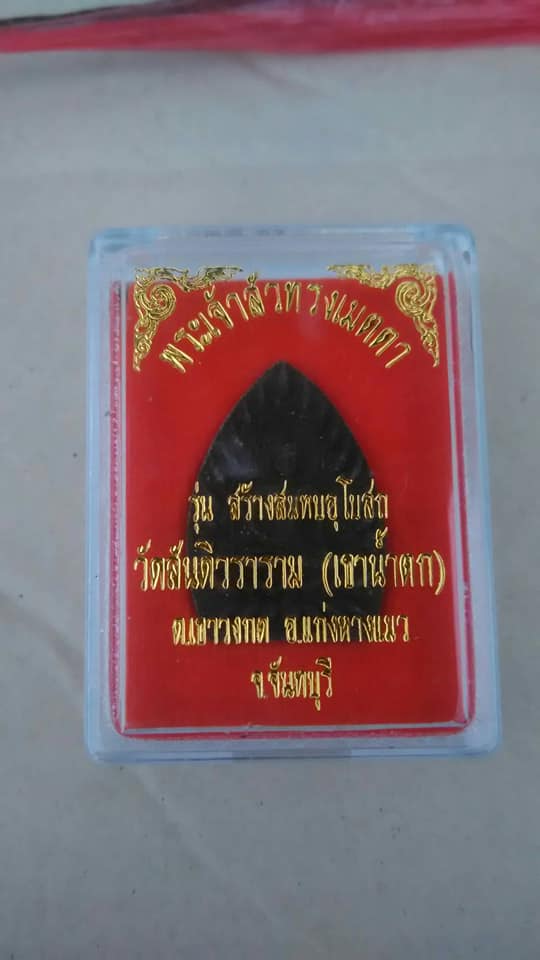 พระเจ้าสัวทรงเมตตา
รุ่น สร้างสมทบอุโบสถ
วัดสันติวราราม (เขาน้ำตก)
ต.เขาวงกต อ.แก่งหางแมว
จ.จันทบุรี